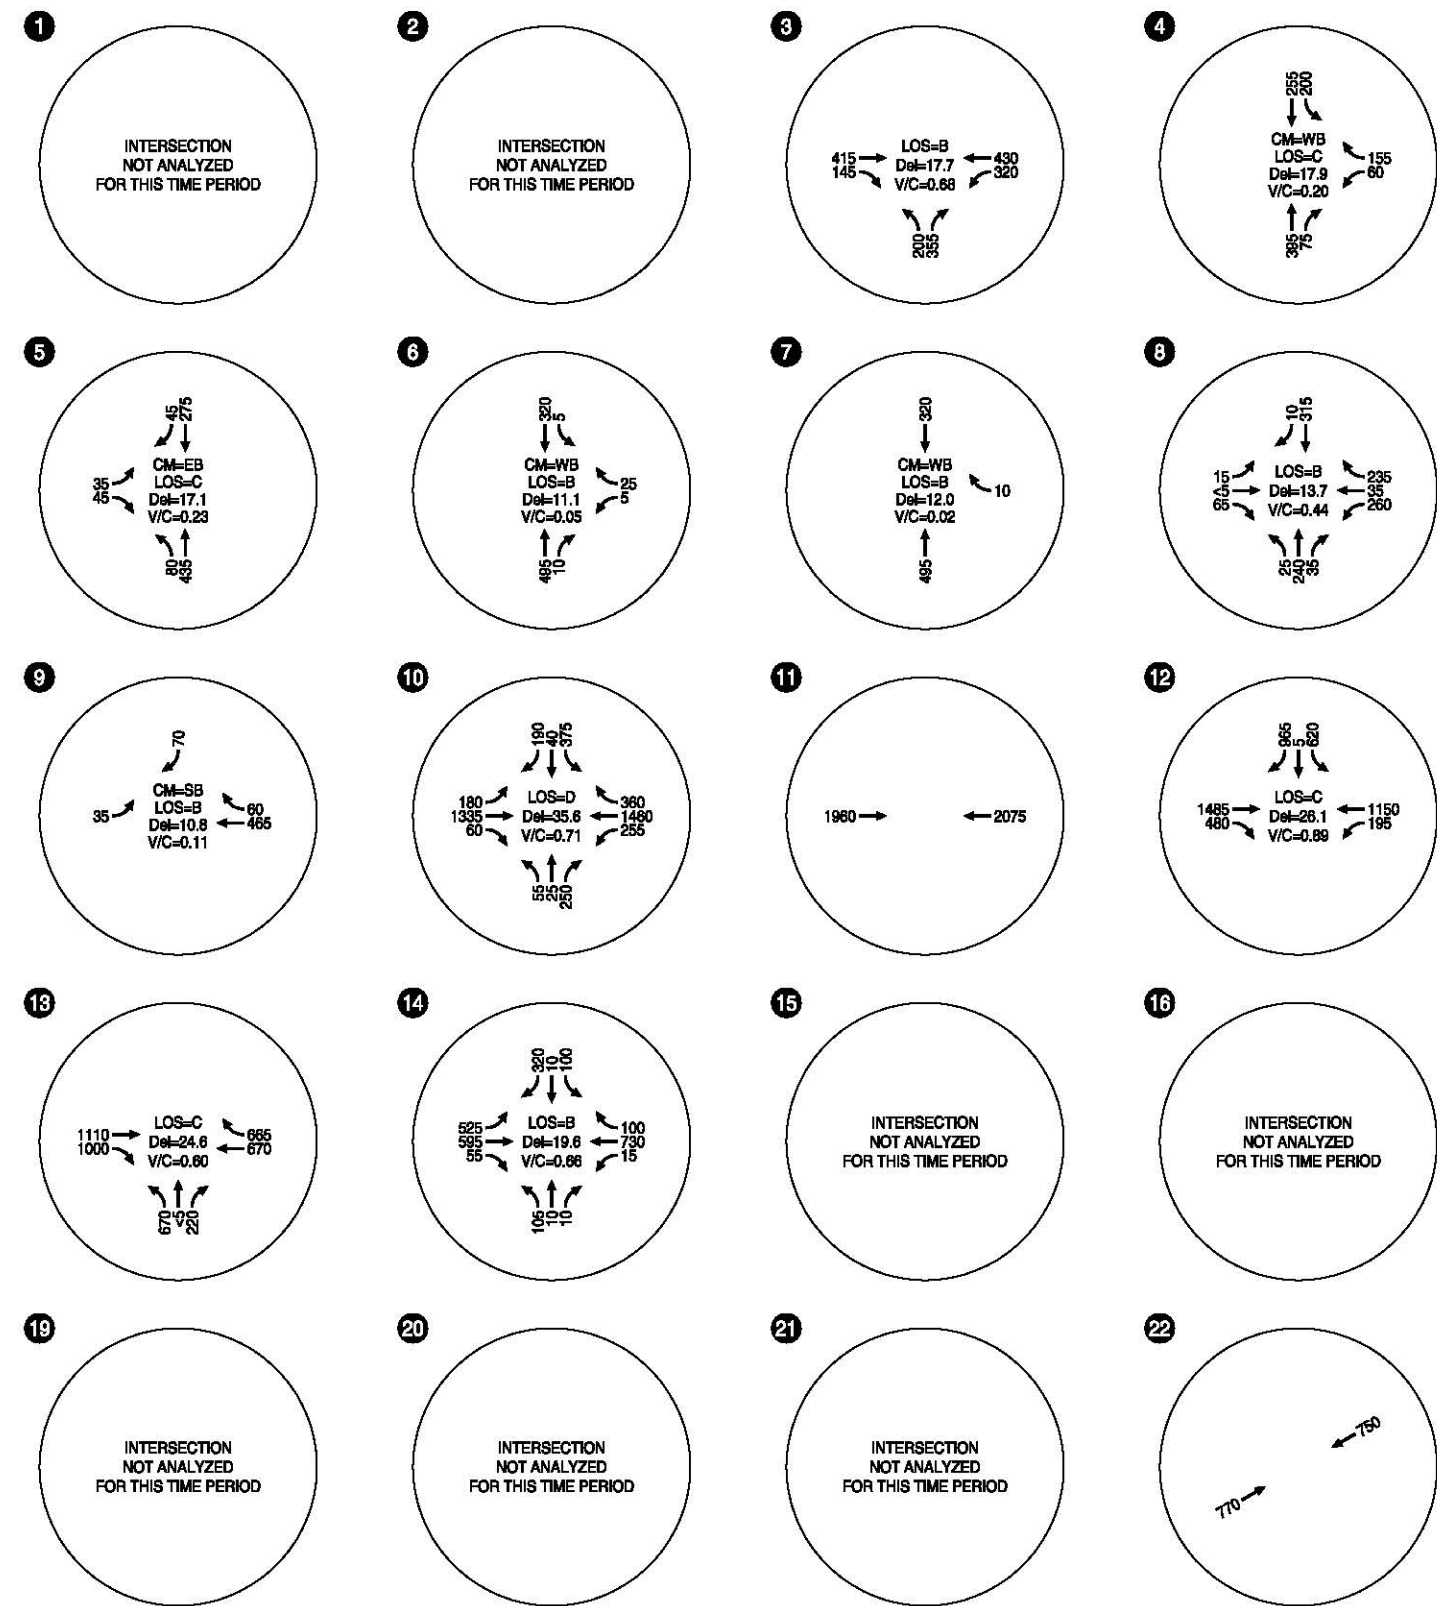 1
INTERSECTION
NOT ANALYZED
FOR THIS TIME PERIOD
2
INTERSECTION
NOT ANALYZED
FOR THIS TIME PERIOD
3
LOS=B
Del=17.7
V/C=0.68
415
145
430
320
200
355
4
255
200
CM=WB
LOS=C
Del=17.9
V/C=0.20
155
60
395
75
5
45
275
CM=EB
LOS=C
Del=17.1
V/C=0.23
35
45
80
435
6
320
5
CM=WB
LOS=B
Del=11.1
V/C=0.05
25
5
495
10
7
320
CM=WB
LOS=B
Del=12.0
V/C=0.02
10
495
8
10
315
LOS=B
Del=13.7
V/C=0.44
15
<5
65
235
35
260
25
240
35
9
70
CM=SB
LOS=B
Del=10.8
V/C=0.11
35
60
465
10
190
40
375
LOS=D
Del=35.6
V/C=0.71
180
1335
60
360
1460
255
55
25
250
11
1960
2075
12
965
5
620
LOS=C
Del=26.1
V/C=0.89
1485
480
1150
195
13
LOS=C
Del=24.6
V/C=0.60
1110
1000
665
670
670
<5
220
14
320
10
100
LOS=B
Del=19.6
V/C=0.66
525
595
55
100
730
15
105
10
10
15
INTERSECTION
NOT ANALYZED
FOR THIS TIME PERIOD
16
INTERSECTION
NOT ANALYZED
FOR THIS TIME PERIOD
19
INTERSECTION
NOT ANALYZED
FOR THIS TIME PERIOD
20
INTERSECTION
NOT ANALYZED
FOR THIS TIME PERIOD
21
INTERSECTION
NOT ANALYZED
FOR THIS TIME PERIOD
22
750
770